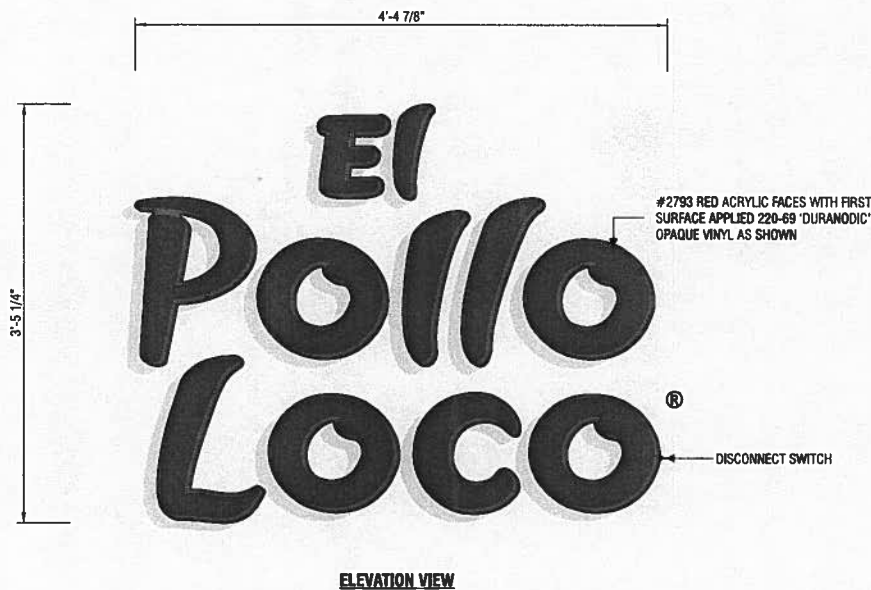 4'-4 7/8"
3'-5 1/4"
El
Pollo
Loco®
#2793 RED ACRYLIC FACES WITH FIRST
SURFACE APPLIED 220-69 'DURANODIC'
OPAQUE VINYL AS SHOWN
DISCONNECT SWITCH
ELEVATION VIEW